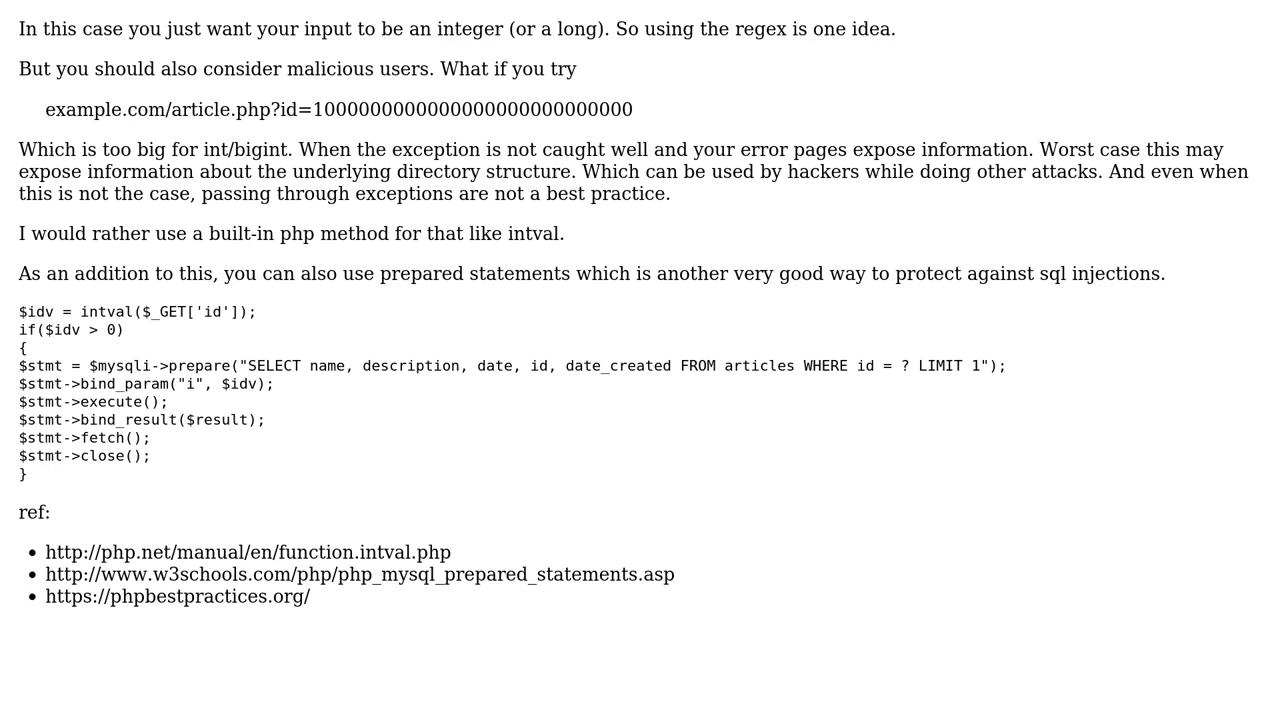 In this case you just want your input to be an integer (or a long). So using the regex is one idea.
But you should also consider malicious users. What if you try
example.com/article.php?id=1000000000000000000000000000
Which is too big for int/bigint. When the exception is not caught well and your error pages expose information. Worst case this may
expose information about the underlying directory structure. Which can be used by hackers while doing other attacks. And even when
this is not the case, passing through exceptions are not a best practice.
I would rather use a built-in php method for that like intval.
As an addition to this, you can also use prepared statements which is another very good way to protect against sql injections.
$idv = intval($_GET['id']);
if($idv > 0)
{
$stmt = $mysqli->prepare("SELECT name, description, date, id, date_created FROM articles WHERE id = ? LIMIT 1");
$stmt->bind_param("i", $idv);
$stmt->execute();
$stmt->bind_result($result);
$stmt->fetch();
$stmt->close();
}
ref:
• http://php.net/manual/en/function.intval.php
• http://www.w3schools.com/php/php_mysql_prepared_statements.asp
• https://phpbestpractices.org/